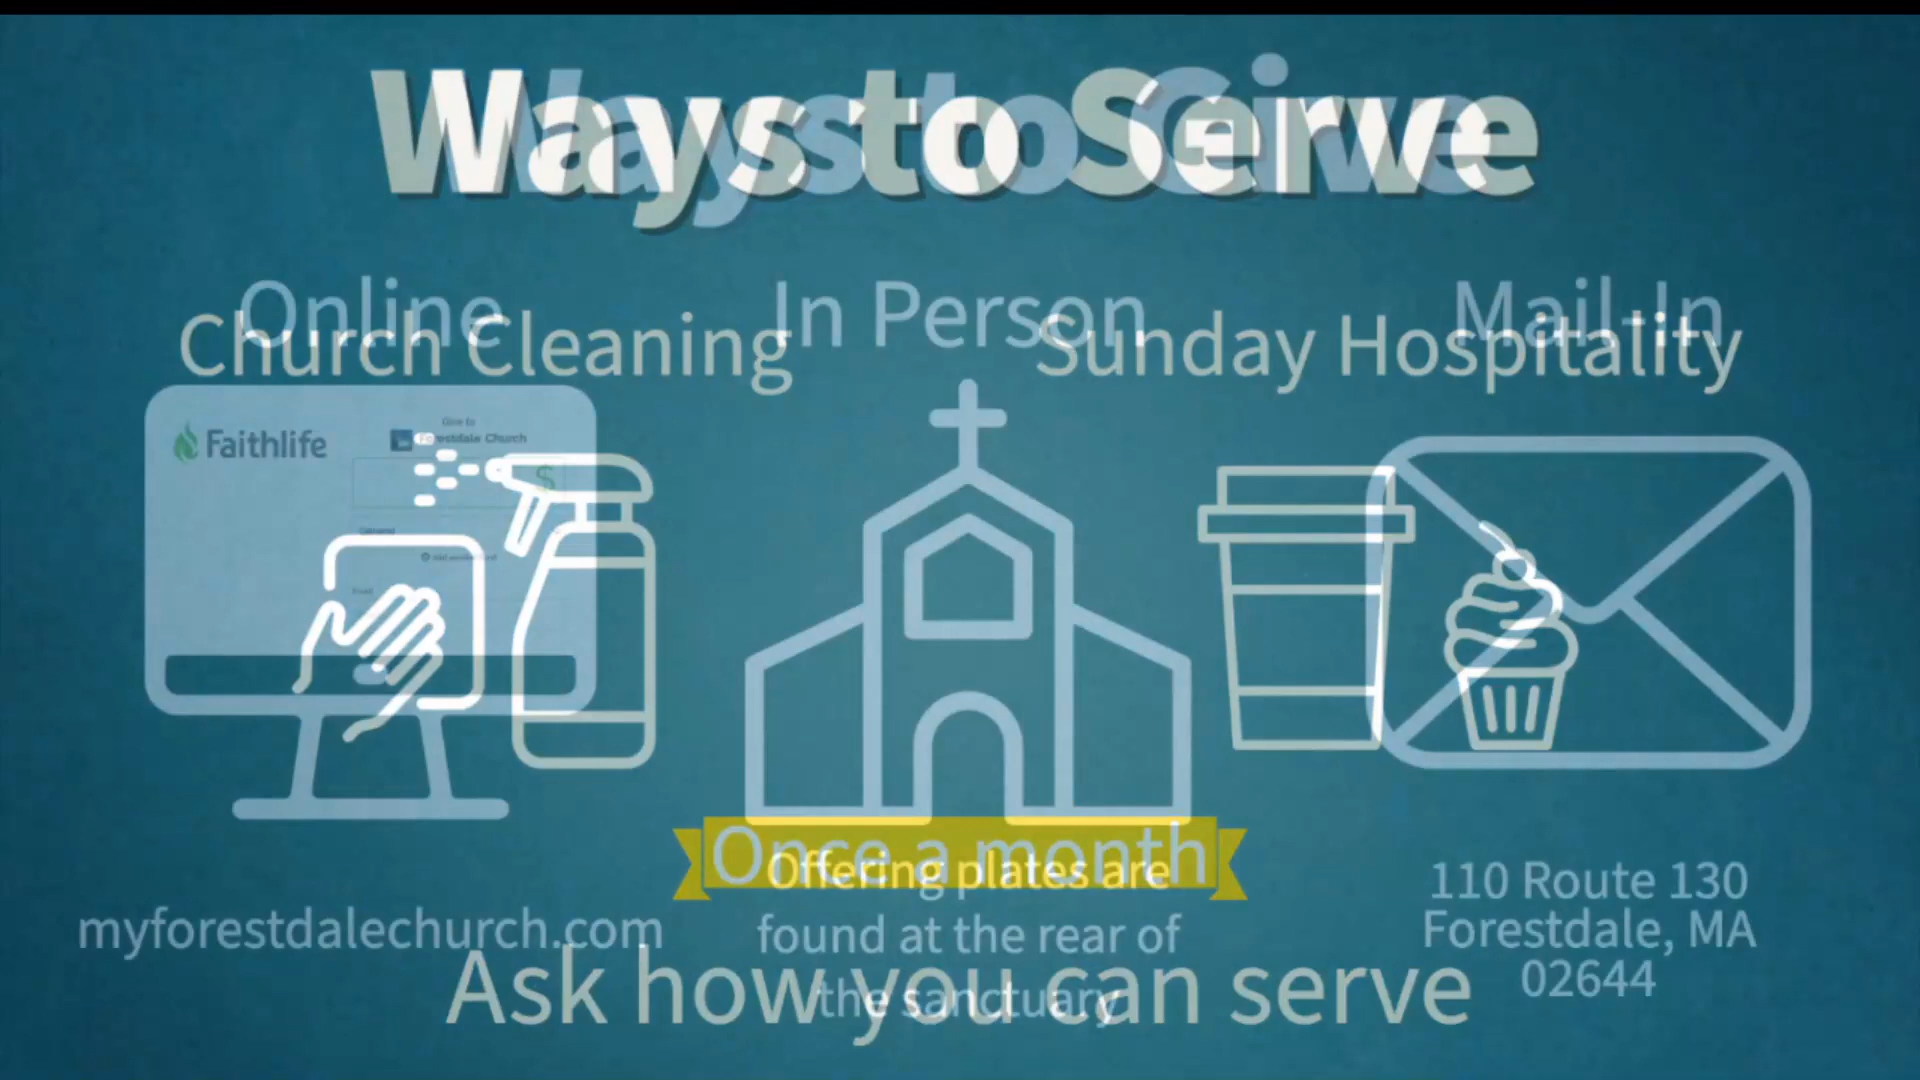 Ways to Serve
Ways to Give
Online
In Person
Mail-In
Church Cleaning
Sunday Hospitality
Faithlife
Give to
Forestdale Church
$
Once a month
Offering plates are
found at the rear of
the sanctuary
myforestdalechurch.com
110 Route 130
Forestdale, MA
02644
Ask how you can serve